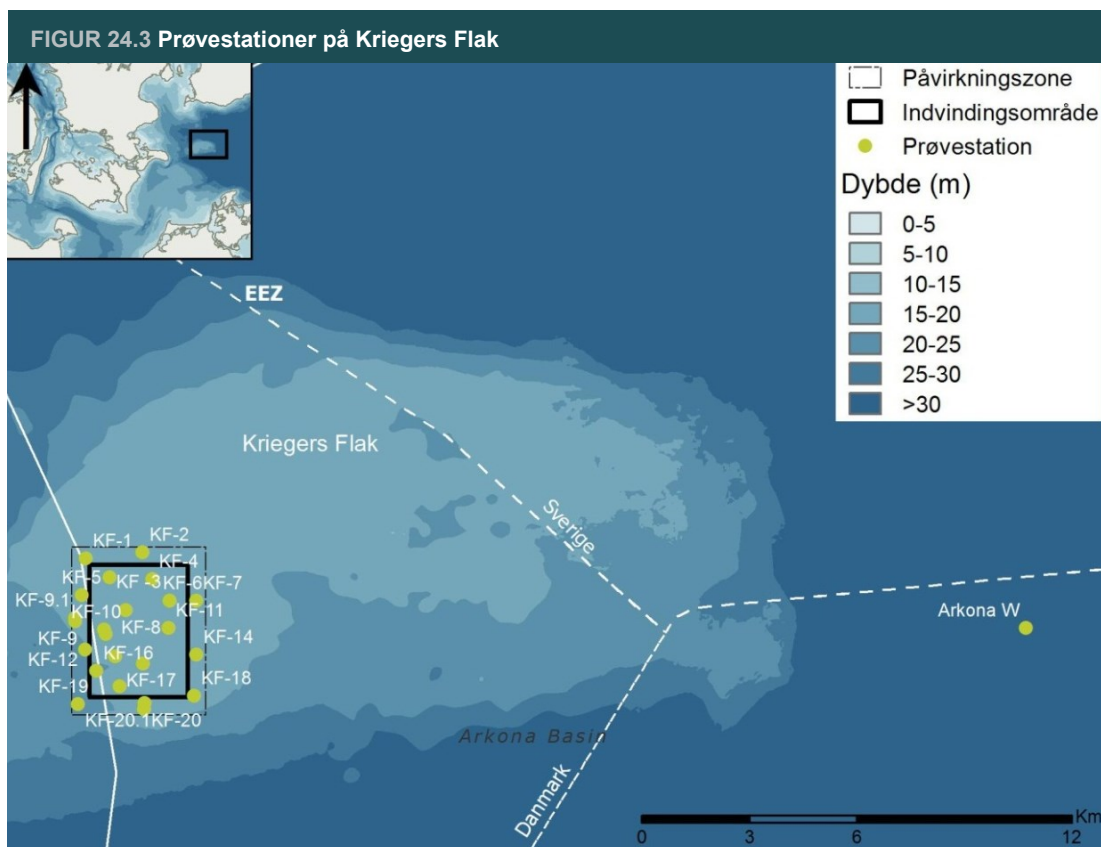 FIGUR 24.3 Prøvestationer på Kriegers Flak
Påvirkningszone
Indvindingsområde
Prøvestation
Dybde (m)
0-5
5-10
10-15
15-20
20-25
25-30
>30
EEZ
Kriegers Flak
Sverige
KF-1
KF-2
KF-4
KF-5
KF -3
KF-6
KF-7
KF-9.1
KF-10
KF-11
KF-8
KF-9
KF-14
KF-12
KF-16
KF-19
KF-17
KF-18
KF-20.1
KF-20
Arkona W
Arkona Basin
Danmark
Km
0
3
6
12